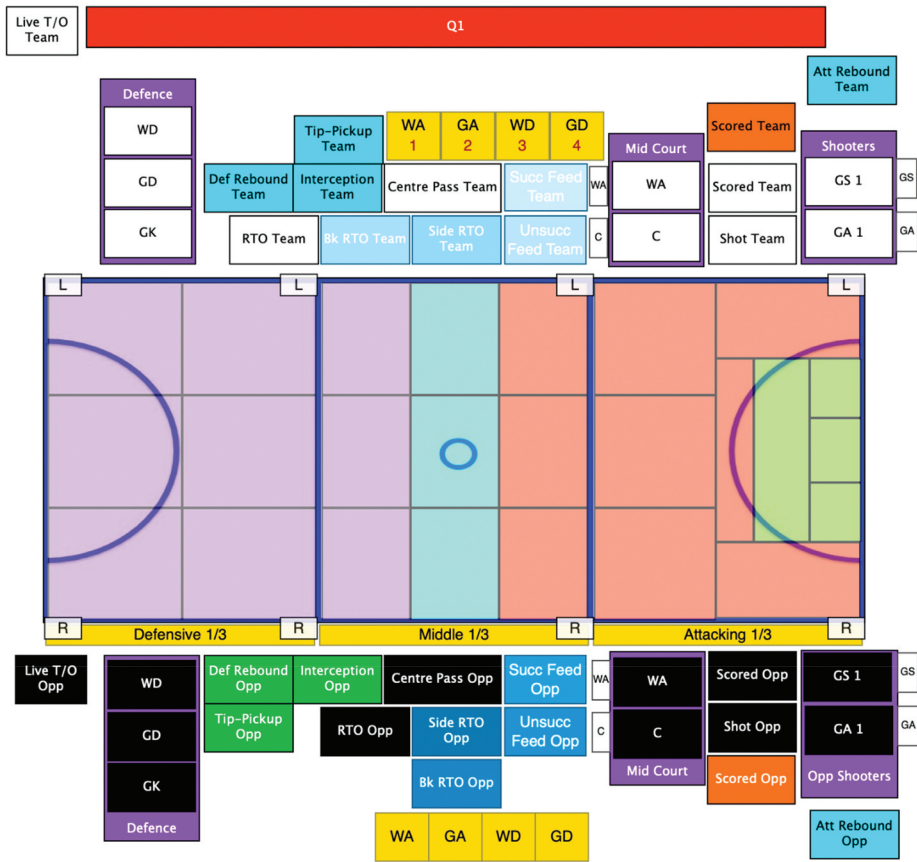 Live T/O
Team
Q1
Att Rebound
Team
Defence
WD
GD
GK
Tip-Pickup
Team
WA
1
GA
2
WD
3
GD
4
Scored Team
Mid Court
WA
C
Shooters
GS 1
GA 1
GS
GA
Def Rebound
Team
Interception
Team
Centre Pass Team
Succ Feed
Team
WA
Scored Team
RTO Team
Bk RTO Team
Side RTO
Team
Unsucc
Feed Team
C
Shot Team
L
L
L
L
R
R
R
R
Defensive 1/3
Middle 1/3
Attacking 1/3
Live T/O
Opp
WD
GD
GK
Defence
Def Rebound
Opp
Interception
Opp
Centre Pass Opp
Succ Feed
Opp
WA
WA
C
Mid Court
Scored Opp
GS 1
GA 1
Opp Shooters
GS
GA
Tip-Pickup
Opp
RTO Opp
Side RTO
Opp
Unsucc
Feed Opp
C
Shot Opp
Bk RTO Opp
Scored Opp
WA
GA
WD
GD
Att Rebound
Opp